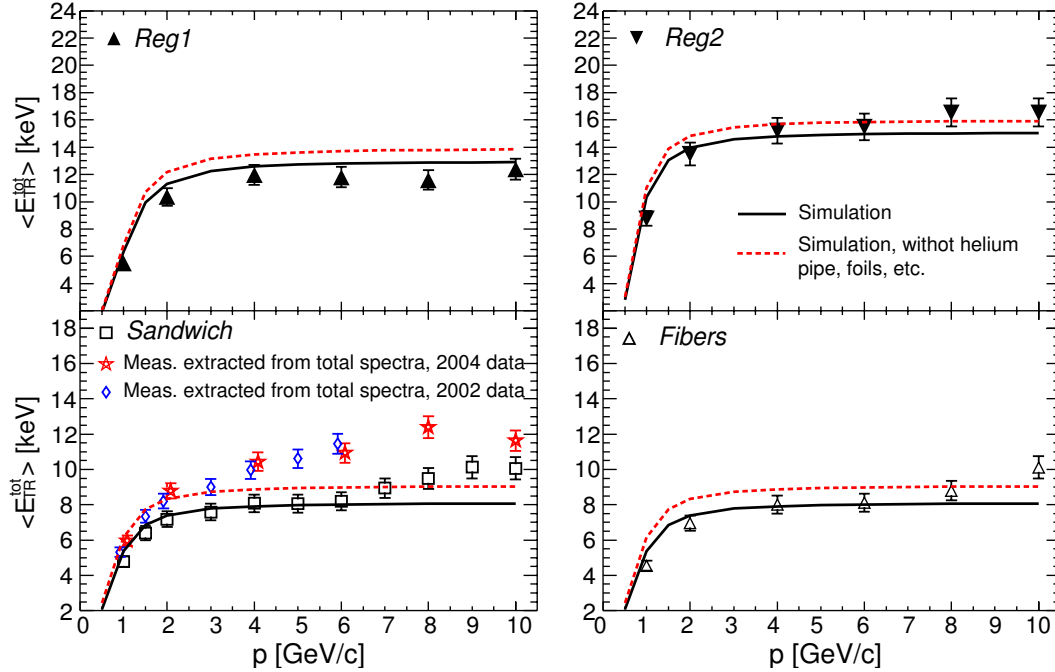 24
22
20
18
16
14
12
10
8
6
4
<E_TR^tot> [keV]
Reg1
24
22
20
18
16
14
12
10
8
6
4
Reg2
Simulation
Simulation, withot helium
pipe, foils, etc.
18
16
14
12
10
8
6
4
2
<E_TR^tot> [keV]
Sandwich
Meas. extracted from total spectra, 2004 data
Meas. extracted from total spectra, 2002 data
0 1 2 3 4 5 6 7 8 9 10
p [GeV/c]
18
16
14
12
10
8
6
4
2
Fibers
0 1 2 3 4 5 6 7 8 9 10
p [GeV/c]